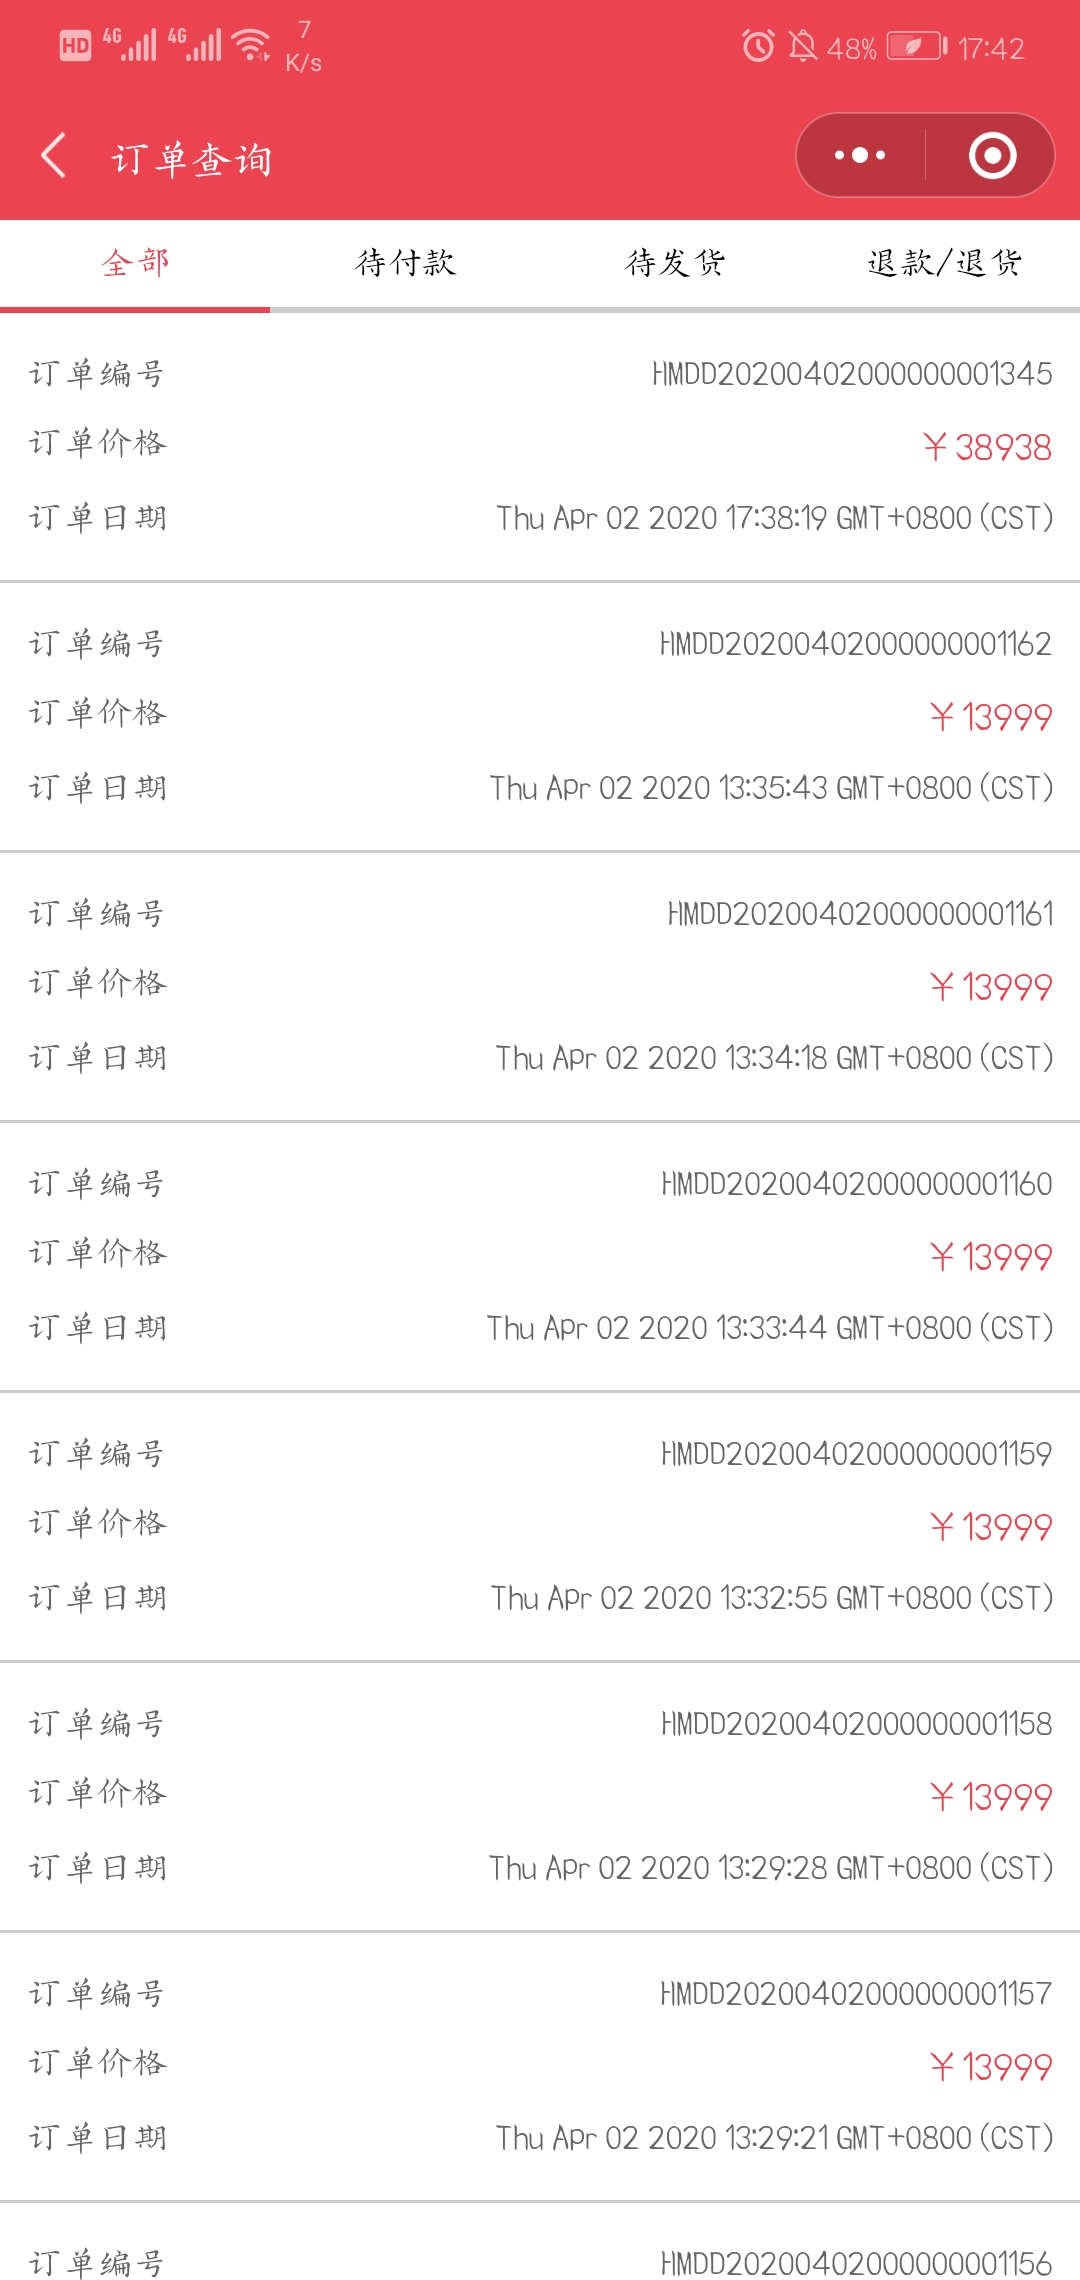 HD 4G 4G 7 K/s 48% 17:42
订单查询
全部 待付款 待发货 退款/退货
订单编号 HMDD20200402000000001345
订单价格 ￥38938
订单日期 Thu Apr 02 2020 17:38:19 GMT+0800 (CST)
订单编号 HMDD20200402000000001162
订单价格 ￥13999
订单日期 Thu Apr 02 2020 13:35:43 GMT+0800 (CST)
订单编号 HMDD20200402000000001161
订单价格 ￥13999
订单日期 Thu Apr 02 2020 13:34:18 GMT+0800 (CST)
订单编号 HMDD20200402000000001160
订单价格 ￥13999
订单日期 Thu Apr 02 2020 13:33:44 GMT+0800 (CST)
订单编号 HMDD20200402000000001159
订单价格 ￥13999
订单日期 Thu Apr 02 2020 13:32:55 GMT+0800 (CST)
订单编号 HMDD20200402000000001158
订单价格 ￥13999
订单日期 Thu Apr 02 2020 13:29:28 GMT+0800 (CST)
订单编号 HMDD20200402000000001157
订单价格 ￥13999
订单日期 Thu Apr 02 2020 13:29:21 GMT+0800 (CST)
订单编号 HMDD20200402000000001156